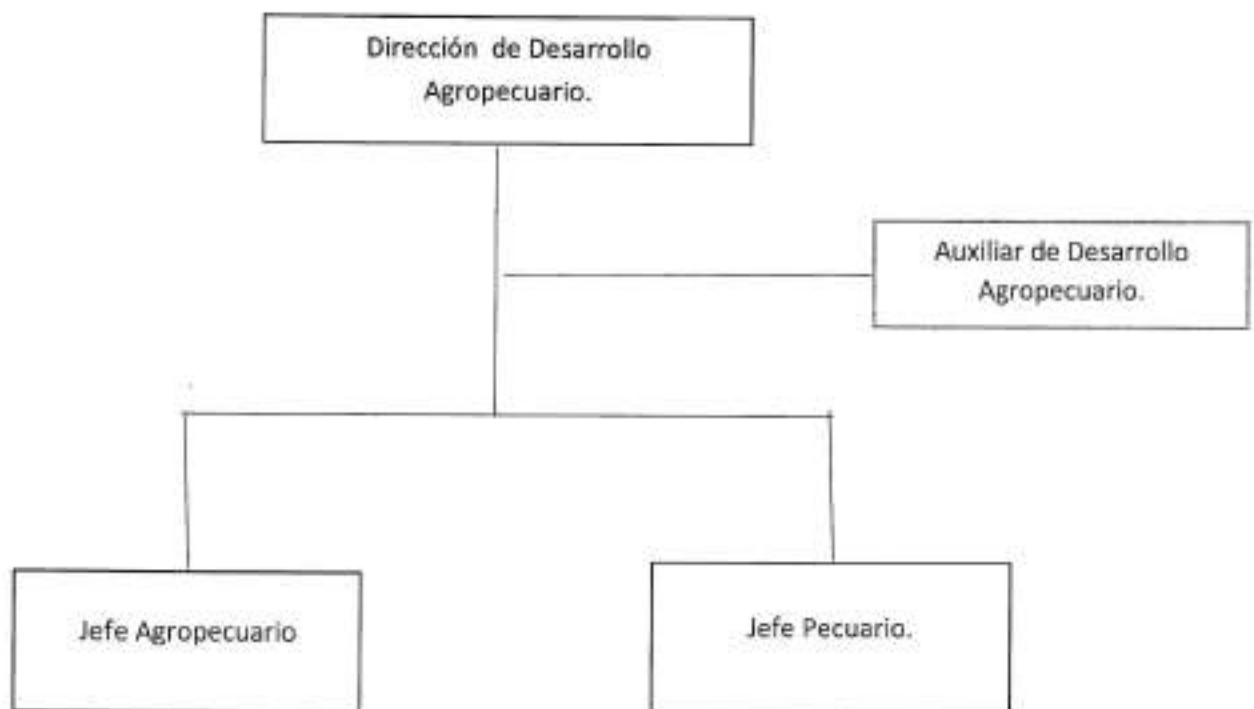 Dirección de Desarrollo
Agropecuario.
Auxiliar de Desarrollo
Agropecuario.
Jefe Agropecuario
Jefe Pecuario.